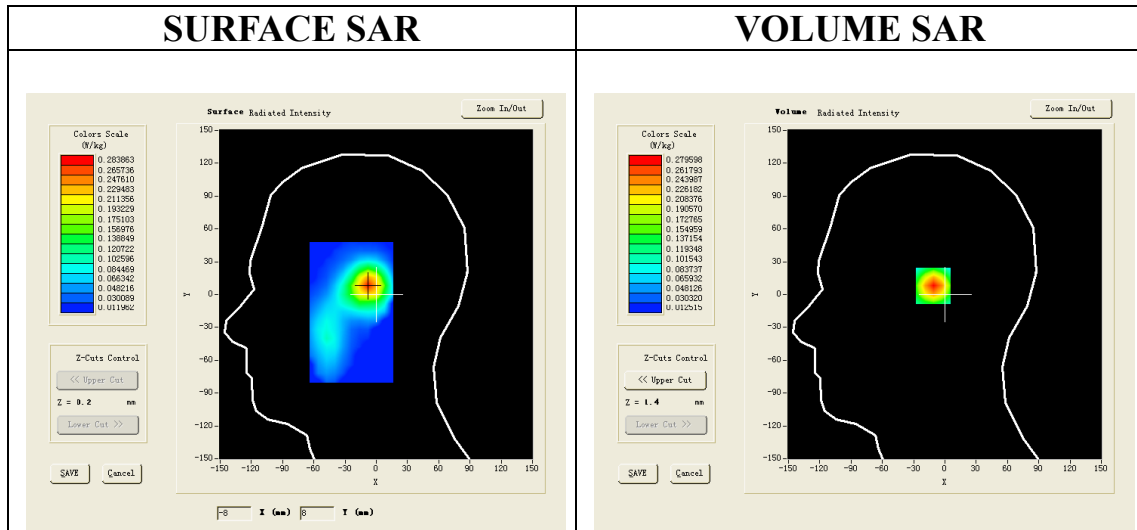 SURFACE SAR
VOLUME SAR
Surface Radiated Intensity
Zoom In/Out
Colors Scale
(W/kg)
0.283863
0.265736
0.247610
0.229483
0.211356
0.193229
0.175103
0.156976
0.138849
0.120722
0.102596
0.084469
0.066342
0.048216
0.030089
0.011962
150
120
90
60
30
0
-30
-60
-90
-120
-150
Y
-150 -120 -90 -60 -30 0 30 60 90 120 150
X
Z-Cuts Control
<< Upper Cut
Z = 0.2 mm
Lower Cut >>
SAVE Cancel
-8 X (mm) 8 Y (mm)
Volume Radiated Intensity
Zoom In/Out
Colors Scale
(W/kg)
0.279598
0.261793
0.243987
0.226182
0.208376
0.190570
0.172765
0.154959
0.137154
0.119348
0.101543
0.083737
0.065932
0.048126
0.030320
0.012515
150
120
90
60
30
0
-30
-60
-90
-120
-150
Y
-150 -120 -90 -60 -30 0 30 60 90 120 150
X
Z-Cuts Control
<< Upper Cut
Z = 1.4 mm
Lower Cut >>
SAVE Cancel